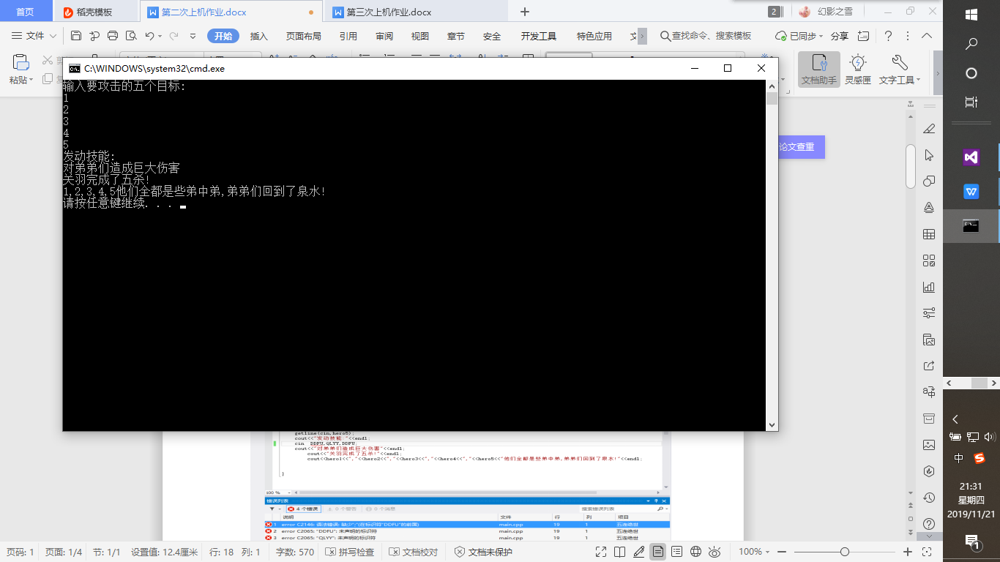 首页
稻壳模板
第二次上机作业.docx
第三次上机作业.docx
2
幻影之雪
文件
开始
插入
页面布局
引用
审阅
视图
章节
安全
开发工具
特色应用
查找命令、搜索模板
已同步
分享
粘贴
文档助手
灵感匣
文字工具
C:\WINDOWS\system32\cmd.exe
输入要攻击的五个目标:
1
2
3
4
5
发动技能:
对弟弟们造成巨大伤害
关羽完成了五杀!
1,2,3,4,5他们全都是些弟中弟,弟弟们回到了泉水!
请按任意键继续. . .
论文查重
getline(cin,hero5);
cout<<"发动技能:"<<endl;
cin DDFU,QLYY,DDFU;
cout<<"对弟弟们造成巨大伤害"<<endl;
cout<<"关羽完成了五杀!"<<endl;
cout<<hero1<<","<<hero2<<","<<hero3<<","<<hero4<<","<<hero5<<"他们全都是些弟中弟,弟弟们回到了泉水!"<<endl;
}
100 %
错误列表
4 个错误
0 个警告
0 个消息
搜索错误列表
说明
文件
行
列
项目
1 error C2146: 语法错误: 缺少";"(在标识符"DDFU"的前面) main.cpp 19 1 五连绝世
2 error C2065: "DDFU": 未声明的标识符 main.cpp 19 1 五连绝世
3 error C2065: "QLYY": 未声明的标识符 main.cpp 19 1 五连绝世
页码: 1
页面: 1/4
节: 1/1
设置值: 12.4厘米
行: 18
列: 1
字数: 570
拼写检查
文档校对
文档未保护
100%
中
21:31
星期四
2019/11/21
1